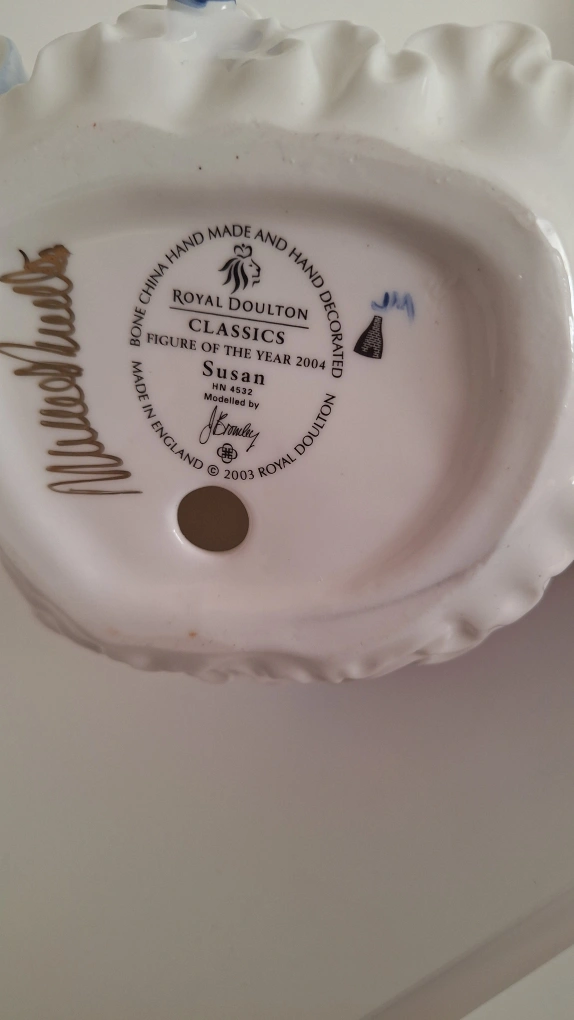 BONE CHINA HAND MADE AND HAND DECORATED
ROYAL DOULTON
CLASSICS
FIGURE OF THE YEAR 2004
Susan
HN 4532
Modelled by
JBromley
MADE IN ENGLAND © 2003 ROYAL DOULTON